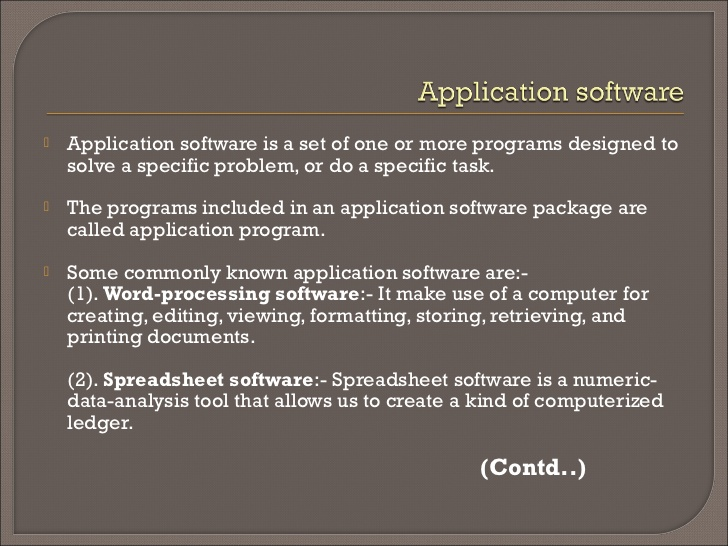 Application software
Application software is a set of one or more programs designed to
solve a specific problem, or do a specific task.
The programs included in an application software package are
called application program.
Some commonly known application software are:-
(1). Word-processing software:- It make use of a computer for
creating, editing, viewing, formatting, storing, retrieving, and
printing documents.
(2). Spreadsheet software:- Spreadsheet software is a numeric-
data-analysis tool that allows us to create a kind of computerized
ledger.
(Contd..)